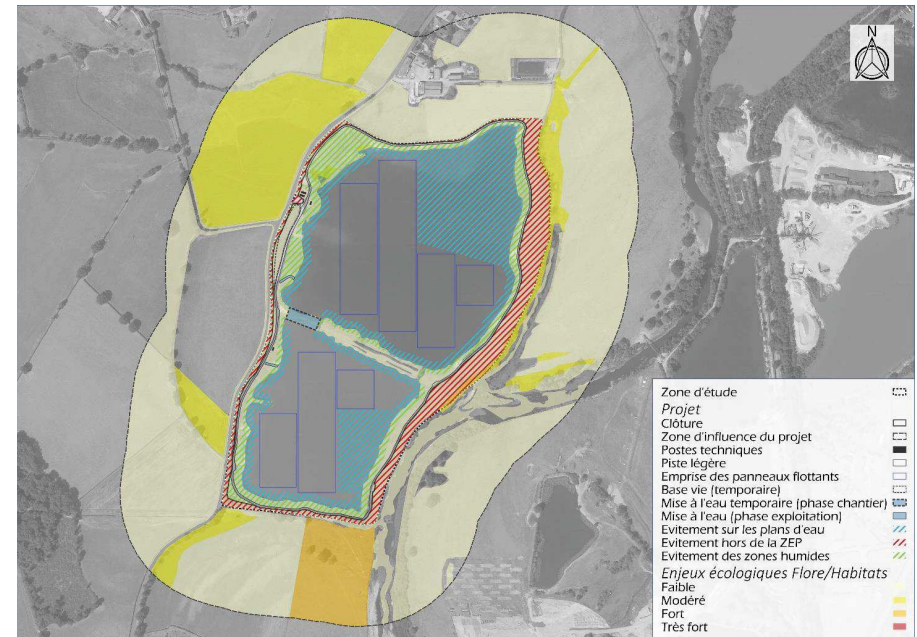 N
Zone d'étude
Projet
Clôture
Zone d'influence du projet
Postes techniques
Piste légère
Emprise des panneaux flottants
Base vie (temporaire)
Mise à l'eau temporaire (phase chantier)
Mise à l'eau (phase exploitation)
Evitement sur les plans d'eau
Evitement hors de la ZEP
Evitement des zones humides
Enjeux écologiques Flore/Habitats
Faible
Modéré
Fort
Très fort